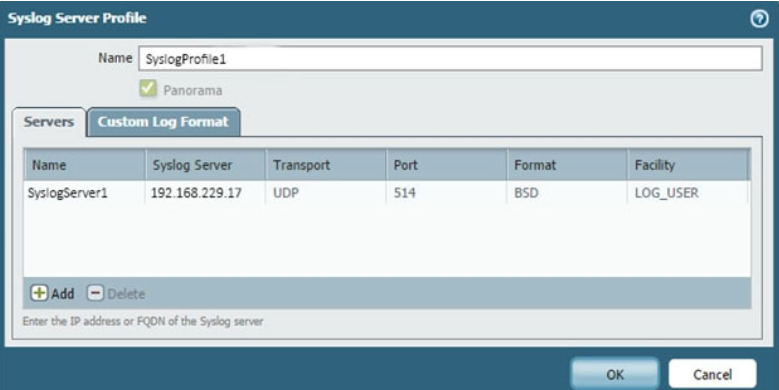 Syslog Server Profile
Name SyslogProfile1
Panorama
Servers Custom Log Format
Name Syslog Server Transport Port Format Facility
SyslogServer1 192.168.229.17 UDP 514 BSD LOG_USER
Add Delete
Enter the IP address or FQDN of the Syslog server
OK Cancel